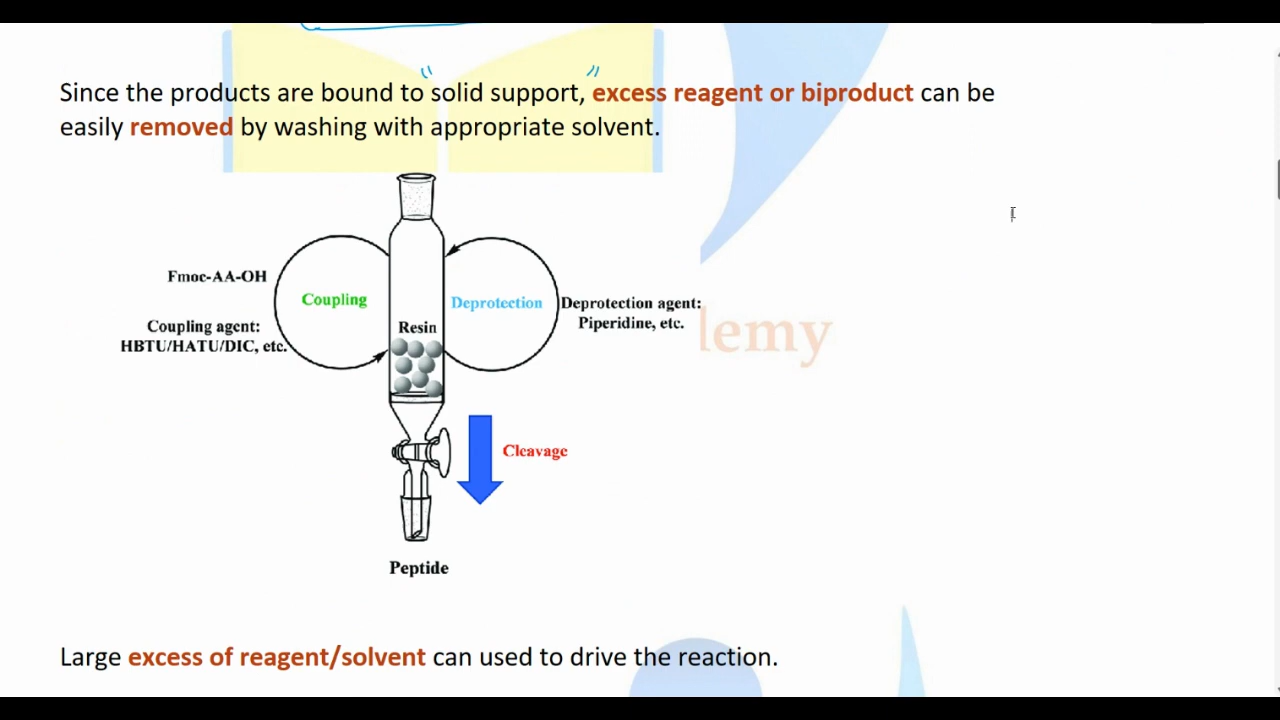 Since the products are bound to solid support, excess reagent or biproduct can be
easily removed by washing with appropriate solvent.
Fmoc-AA-OH
Coupling
Coupling agent:
HBTU/HATU/DIC, etc.
Resin
Deprotection
Deprotection agent:
Piperidine, etc.
lemy
Cleavage
Peptide
Large excess of reagent/solvent can used to drive the reaction.